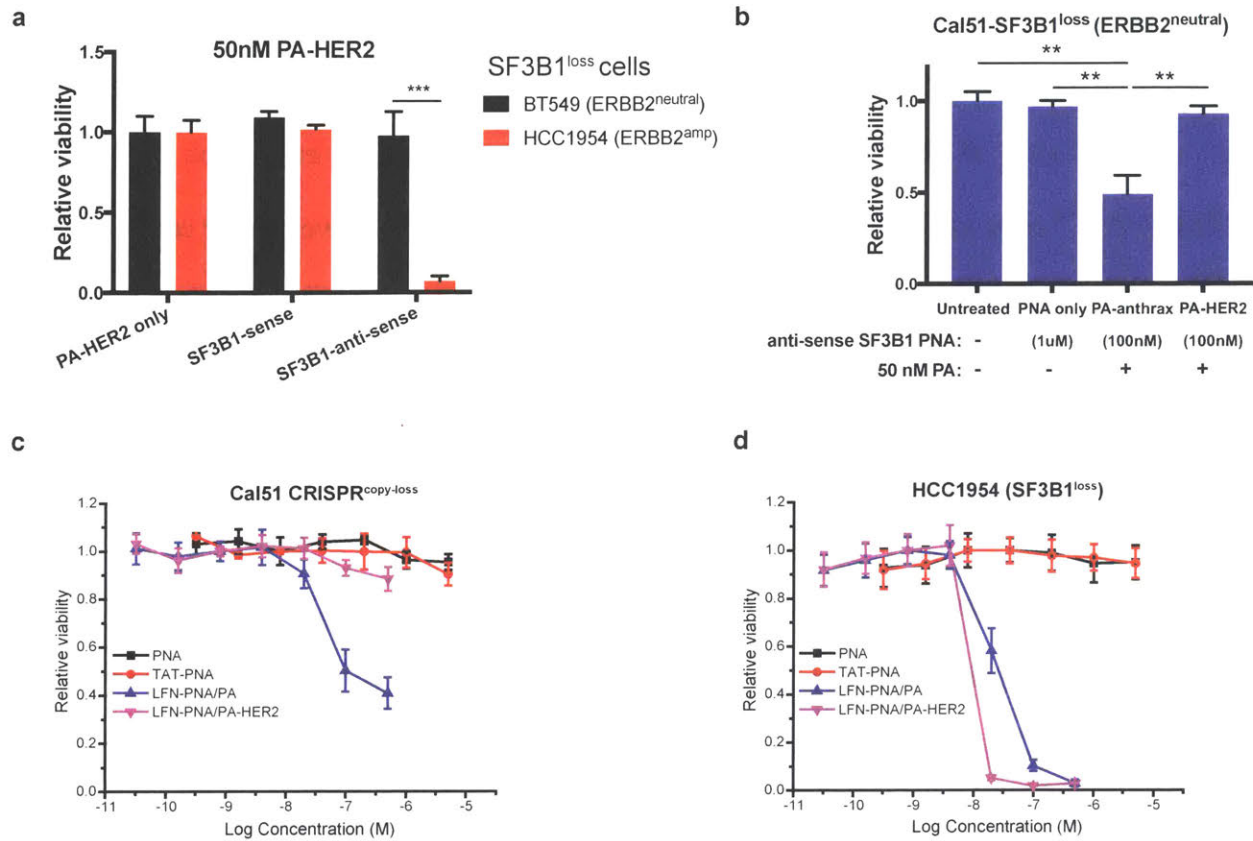 a
50nM PA-HER2
1.5
1.0
0.5
0.0
Relative viability
***
PA-HER2 only
SF3B1-sense
SF3B1-anti-sense
SF3B1loss cells
BT549 (ERBB2neutral)
HCC1954 (ERBB2amp)
b
Cal51-SF3B1loss (ERBB2neutral)
**
** **
1.0
0.5
0.0
Relative viability
Untreated PNA only PA-anthrax PA-HER2
anti-sense SF3B1 PNA: - (1uM) (100nM) (100nM)
50 nM PA: - - + +
c
Cal51 CRISPRcopy-loss
1.2
1.0
0.8
0.6
0.4
0.2
0.0
Relative viability
PNA
TAT-PNA
LFN-PNA/PA
LFN-PNA/PA-HER2
-11 -10 -9 -8 -7 -6 -5
Log Concentration (M)
d
HCC1954 (SF3B1loss)
1.2
1.0
0.8
0.6
0.4
0.2
0.0
Relative viability
PNA
TAT-PNA
LFN-PNA/PA
LFN-PNA/PA-HER2
-11 -10 -9 -8 -7 -6 -5
Log Concentration (M)